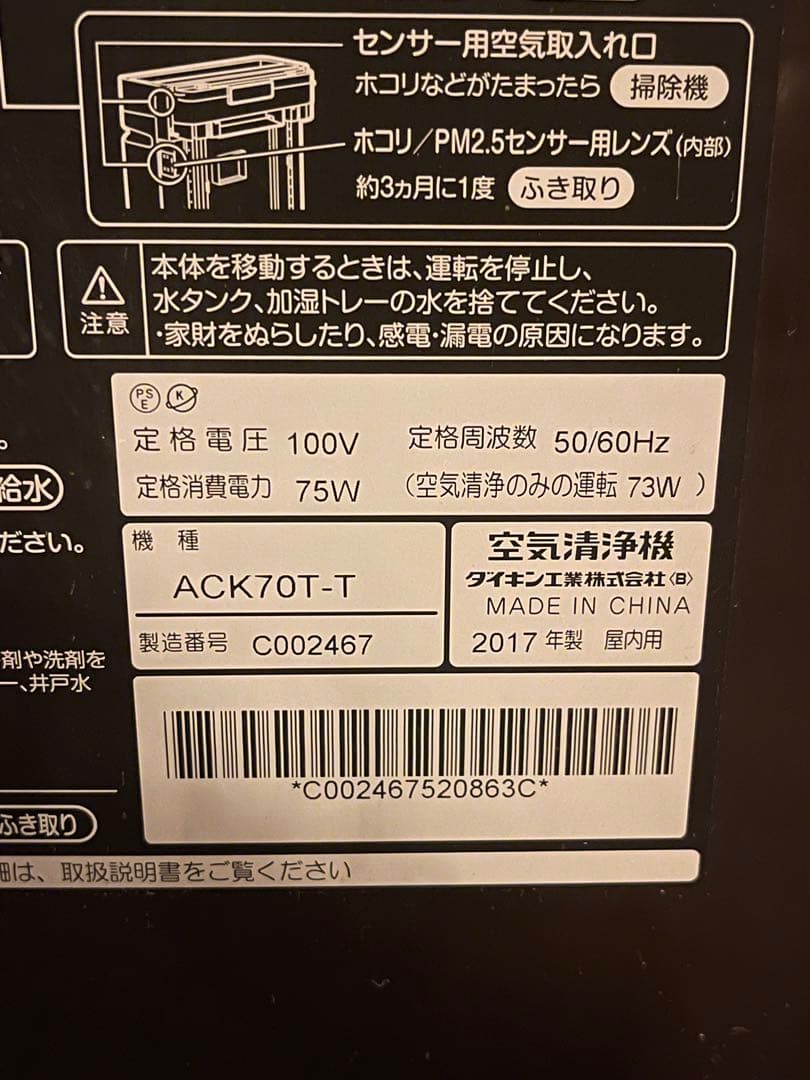 センサー用空気取入れ口
ホコリなどがたまったら 掃除機
ホコリ/PM2.5センサー用レンズ(内部)
約3ヵ月に1度 ふき取り
注意
本体を移動するときは、運転を停止し、
水タンク、加湿トレーの水を捨ててください。
・家財をぬらしたり、感電・漏電の原因になります。
。
給水
ださい。
剤や洗剤を
ー、井戸水
ふき取り
PS
E
K
定格電圧 100V 定格周波数 50/60Hz
定格消費電力 75W (空気清浄のみの運転 73W )
機種
ACK70T-T
製造番号 C002467
空気清浄機
ダイキン工業株式会社〈B〉
MADE IN CHINA
2017年製 屋内用
*C002467520863C*
細は、取扱説明書をご覧ください